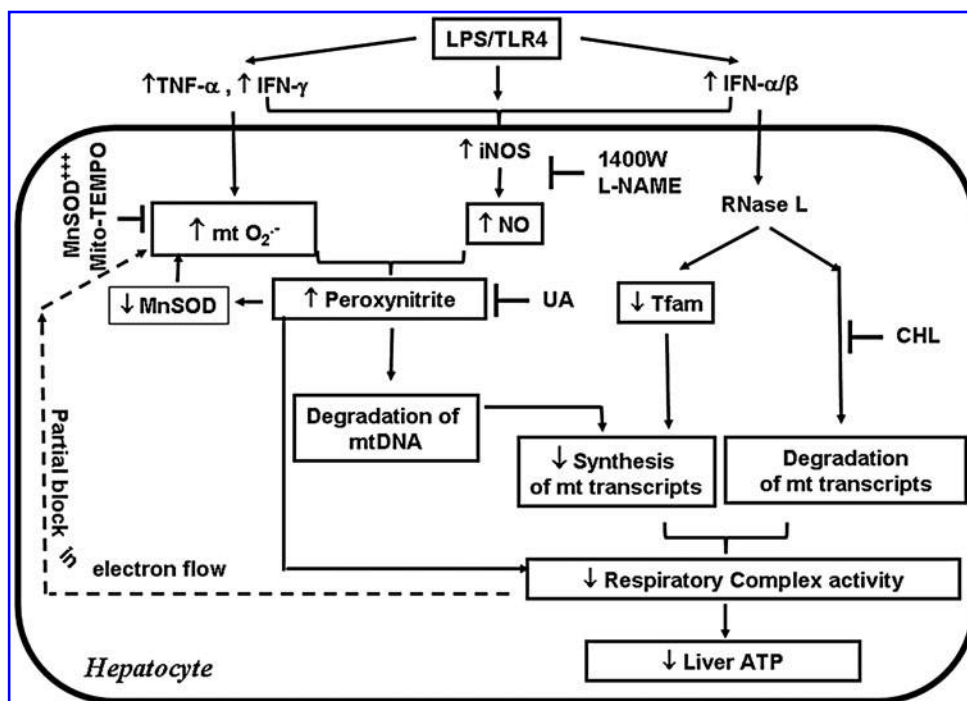 LPS/TLR4
↑TNF-α , ↑ IFN-γ
↑ IFN-α/β
MnSOD+++
Mito-TEMPO
↑ iNOS
1400W
L-NAME
RNase L
↑ mt O2·-
↑ NO
↓ MnSOD
↑ Peroxynitrite
UA
↓ Tfam
CHL
Degradation of
mtDNA
↓ Synthesis
of mt transcripts
Degradation
of mt transcripts
Partial block in
electron flow
↓ Respiratory Complex activity
↓ Liver ATP
Hepatocyte